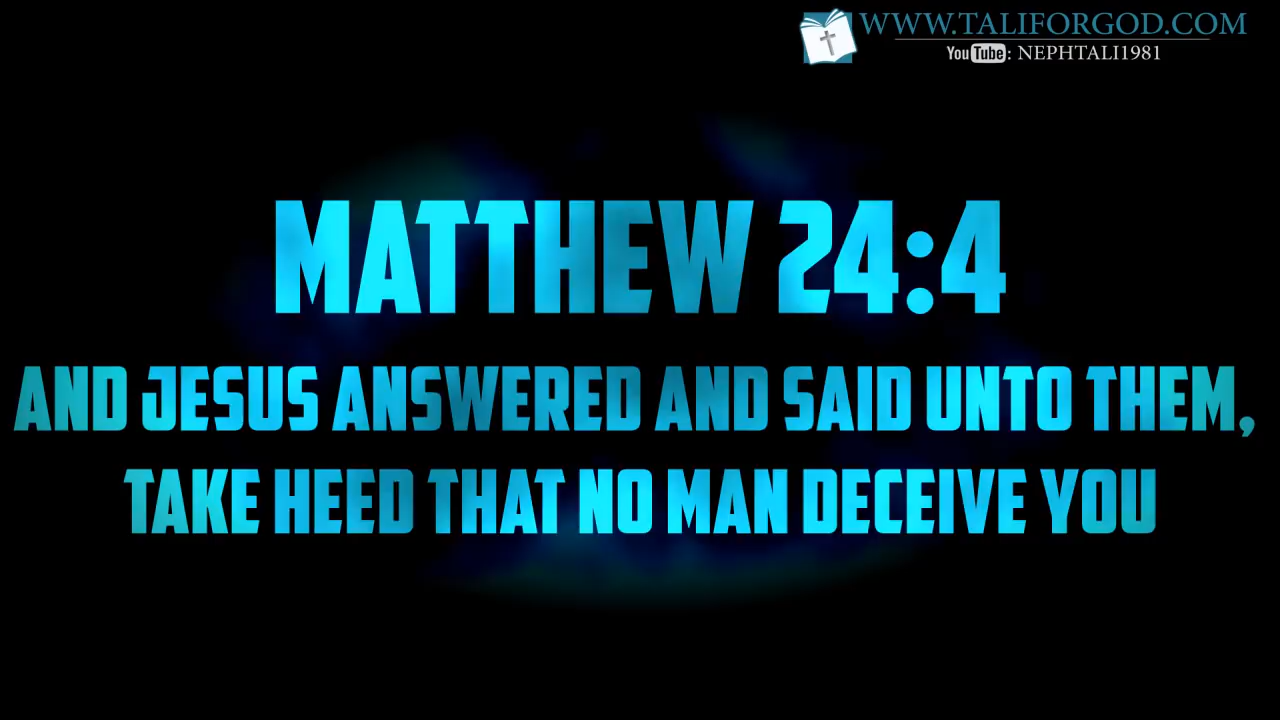 WWW.TALIFORGOD.COM
YouTube: NEPHTALI1981
MATTHEW 24:4
AND JESUS ANSWERED AND SAID UNTO THEM,
TAKE HEED THAT NO MAN DECEIVE YOU